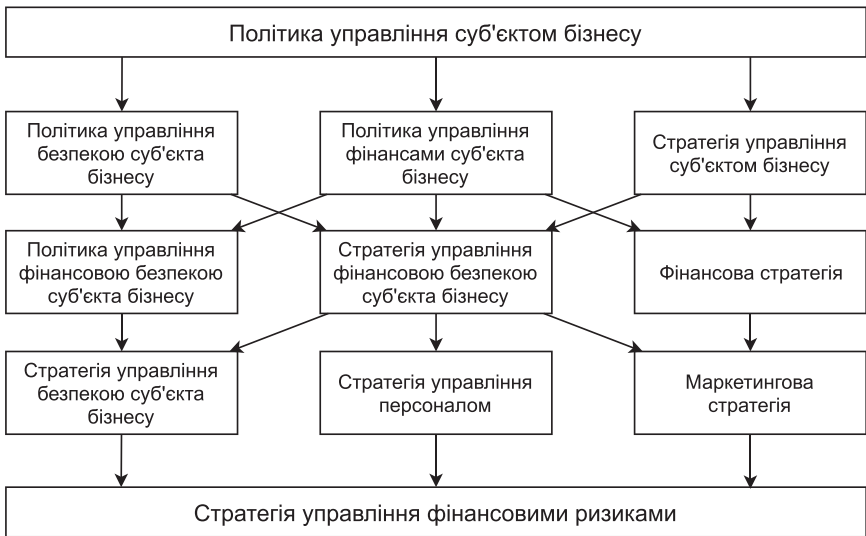 Політика управління суб'єктом бізнесу
Політика управління
безпекою суб'єкта
бізнесу
Політика управління
фінансами суб'єкта
бізнесу
Стратегія управління
суб'єктом бізнесу
Політика управління
фінансовою безпекою
суб'єкта бізнесу
Стратегія управління
фінансовою безпекою
суб'єкта бізнесу
Фінансова стратегія
Стратегія управління
безпекою суб'єкта
бізнесу
Стратегія управління
персоналом
Маркетингова
стратегія
Стратегія управління фінансовими ризиками